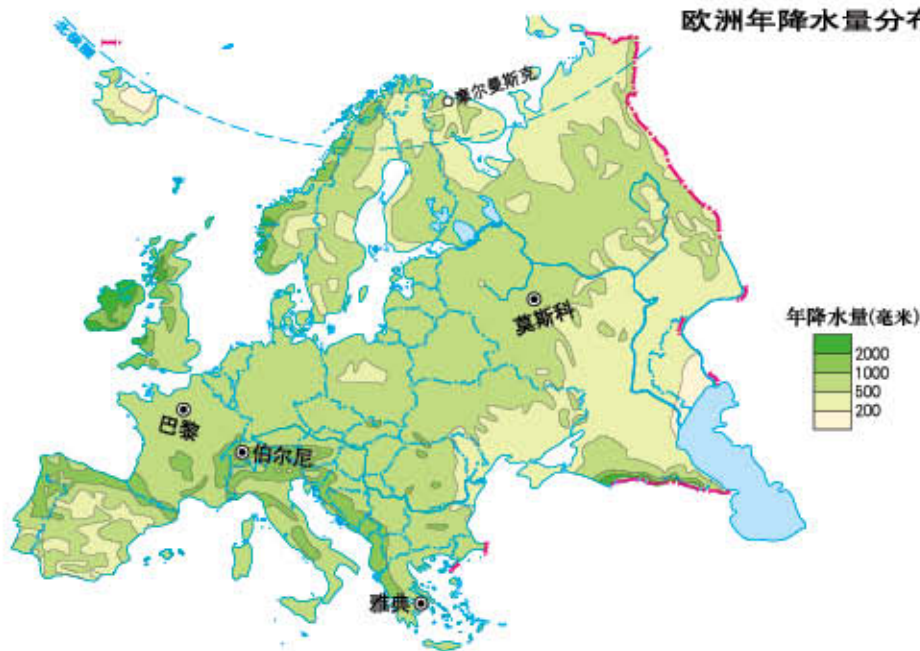 欧洲年降水量分布
北极圈
摩尔曼斯克
莫斯科
年降水量(毫米)
2000
1000
500
200
巴黎
伯尔尼
雅典